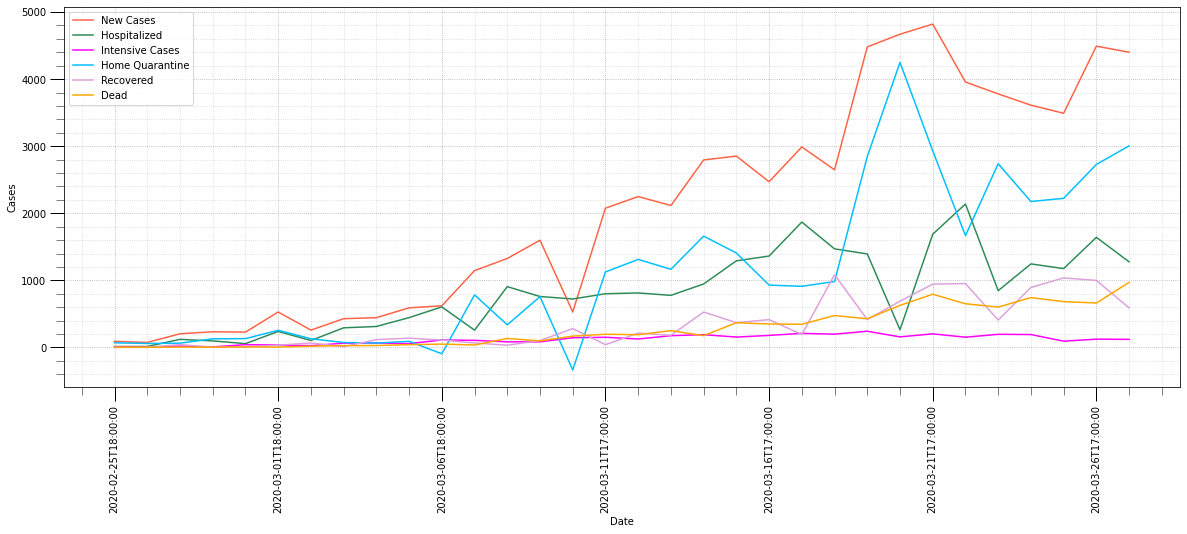 5000
4000
3000
2000
1000
0
Cases
New Cases
Hospitalized
Intensive Cases
Home Quarantine
Recovered
Dead
2020-02-25T18:00:00
2020-03-01T18:00:00
2020-03-06T18:00:00
2020-03-11T17:00:00
2020-03-16T17:00:00
2020-03-21T17:00:00
2020-03-26T17:00:00
Date